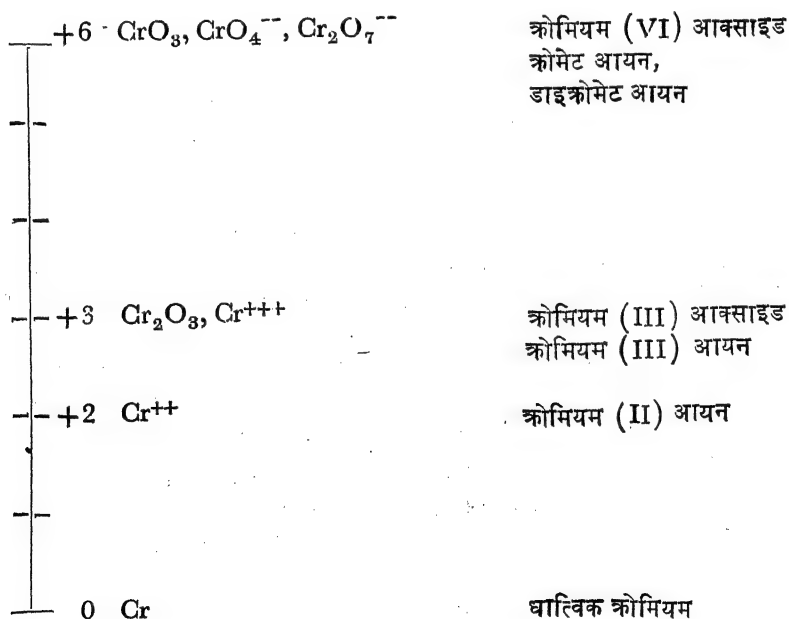 +6 CrO₃, CrO₄⁻⁻, Cr₂O₇⁻⁻ क्रोमियम (VI) आक्साइड
क्रोमेट आयन,
डाइक्रोमेट आयन
+3 Cr₂O₃, Cr⁺⁺⁺ क्रोमियम (III) आक्साइड
क्रोमियम (III) आयन
+2 Cr⁺⁺ क्रोमियम (II) आयन
0 Cr धात्विक क्रोमियम